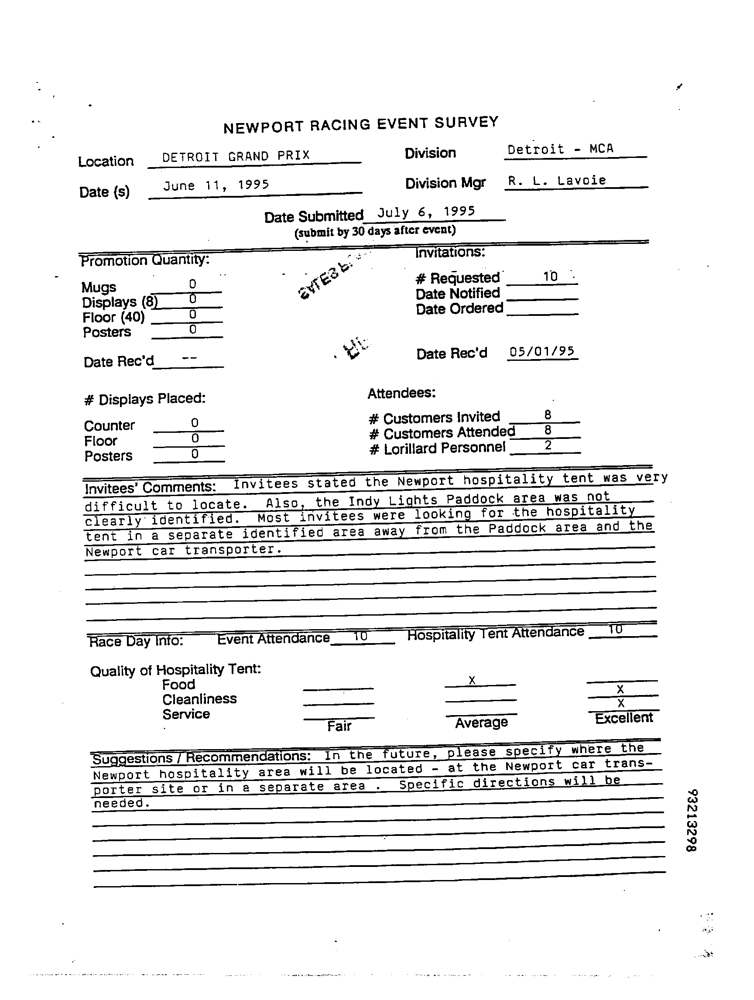 NEWPORT RACING EVENT SURVEY
Location DETROIT GRAND PRIX Division Detroit - MCA
Date (s) June 11, 1995 Division Mgr R. L. Lavoie
Date Submitted July 6, 1995
(submit by 30 days after event)
Promotion Quantity: Invitations:
Mugs 0 # Requested 10
Displays (8) 0 Date Notified
Floor (40) 0 Date Ordered
Posters 0
Date Rec'd -- Date Rec'd 05/01/95
# Displays Placed: Attendees:
Counter 0 # Customers Invited 8
Floor 0 # Customers Attended 8
Posters 0 # Lorillard Personnel 2
Invitees' Comments: Invitees stated the Newport hospitality tent was very
difficult to locate. Also, the Indy Lights Paddock area was not
clearly identified. Most invitees were looking for the hospitality
tent in a separate identified area away from the Paddock area and the
Newport car transporter.
Race Day Info: Event Attendance 10 Hospitality Tent Attendance 10
Quality of Hospitality Tent:
Food X
Cleanliness X
Service X
Fair Average Excellent
Suggestions / Recommendations: In the future, please specify where the
Newport hospitality area will be located - at the Newport car trans-
porter site or in a separate area . Specific directions will be
needed.
93213298